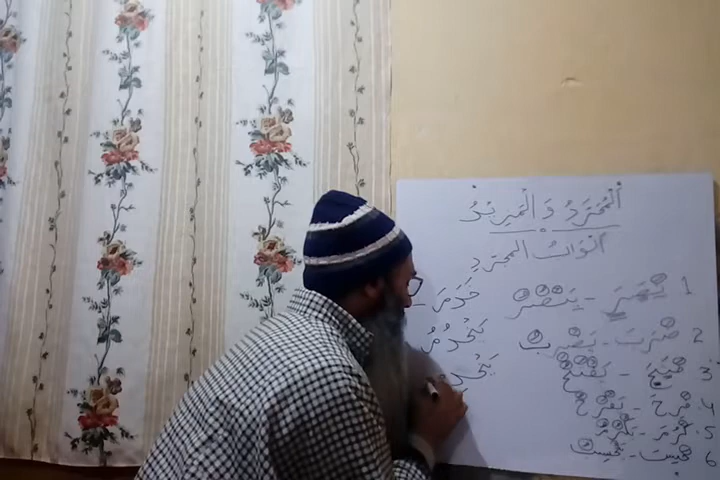 اَلْمُجَرَّدُ وَ الْمَزِيْدُ
اَبْوَابُ الْمُجَرَّدِ
1 نَصَرَ - يَنْصُرُ
2 ضَرَبَ - يَضْرِبُ
3 فَتَحَ - يَفْتَحُ
4 فَرِحَ - يَفْرَحُ
5 كَرُمَ - يَكْرُمُ
6 حَسِبَ - يَحْسِبُ
خَدَمَ -
يَخْدُمُ